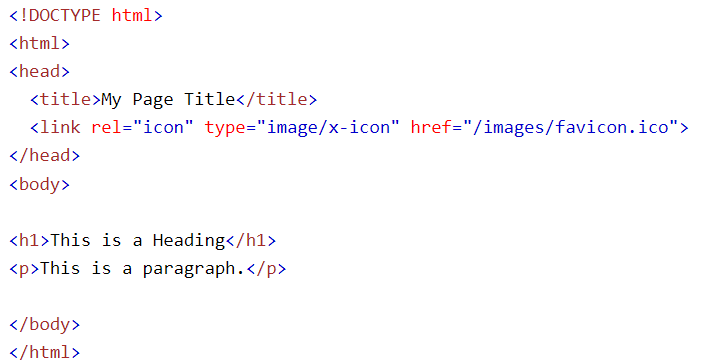 <!DOCTYPE html>
<html>
<head>
  <title>My Page Title</title>
  <link rel="icon" type="image/x-icon" href="/images/favicon.ico">
</head>
<body>

<h1>This is a Heading</h1>
<p>This is a paragraph.</p>

</body>
</html>